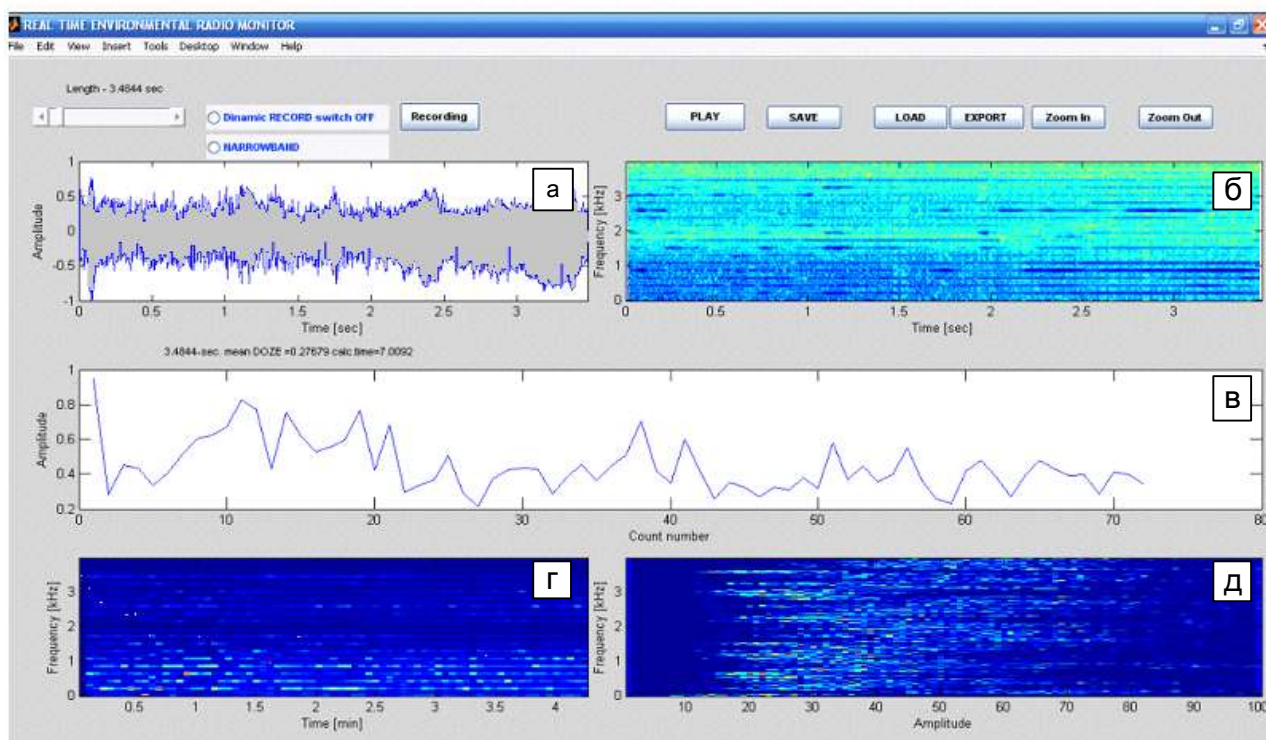 REAL TIME ENVIRONMENTAL RADIO MONITOR
File Edit View Insert Tools Desktop Window Help
Length - 3.4844 sec
Dinamic RECORD switch OFF
NARROWBAND
Recording
PLAY SAVE LOAD EXPORT Zoom In Zoom Out
1
0.5
0
-0.5
-1
Amplitude
0 0.5 1 1.5 2 2.5 3
Time [sec]
а
3
2
1
0
Frequency [kHz]
0 0.5 1 1.5 2 2.5 3
Time [sec]
б
3.4844-sec. mean DOZE =0.27679 calc.time=7.0092
1
0.8
0.6
0.4
0.2
Amplitude
0 10 20 30 40 50 60 70 80
Count number
в
3
2
1
0
Frequency [kHz]
0.5 1 1.5 2 2.5 3 3.5 4
Time [min]
г
3
2
1
0
Frequency [kHz]
10 20 30 40 50 60 70 80 90 100
Amplitude
д